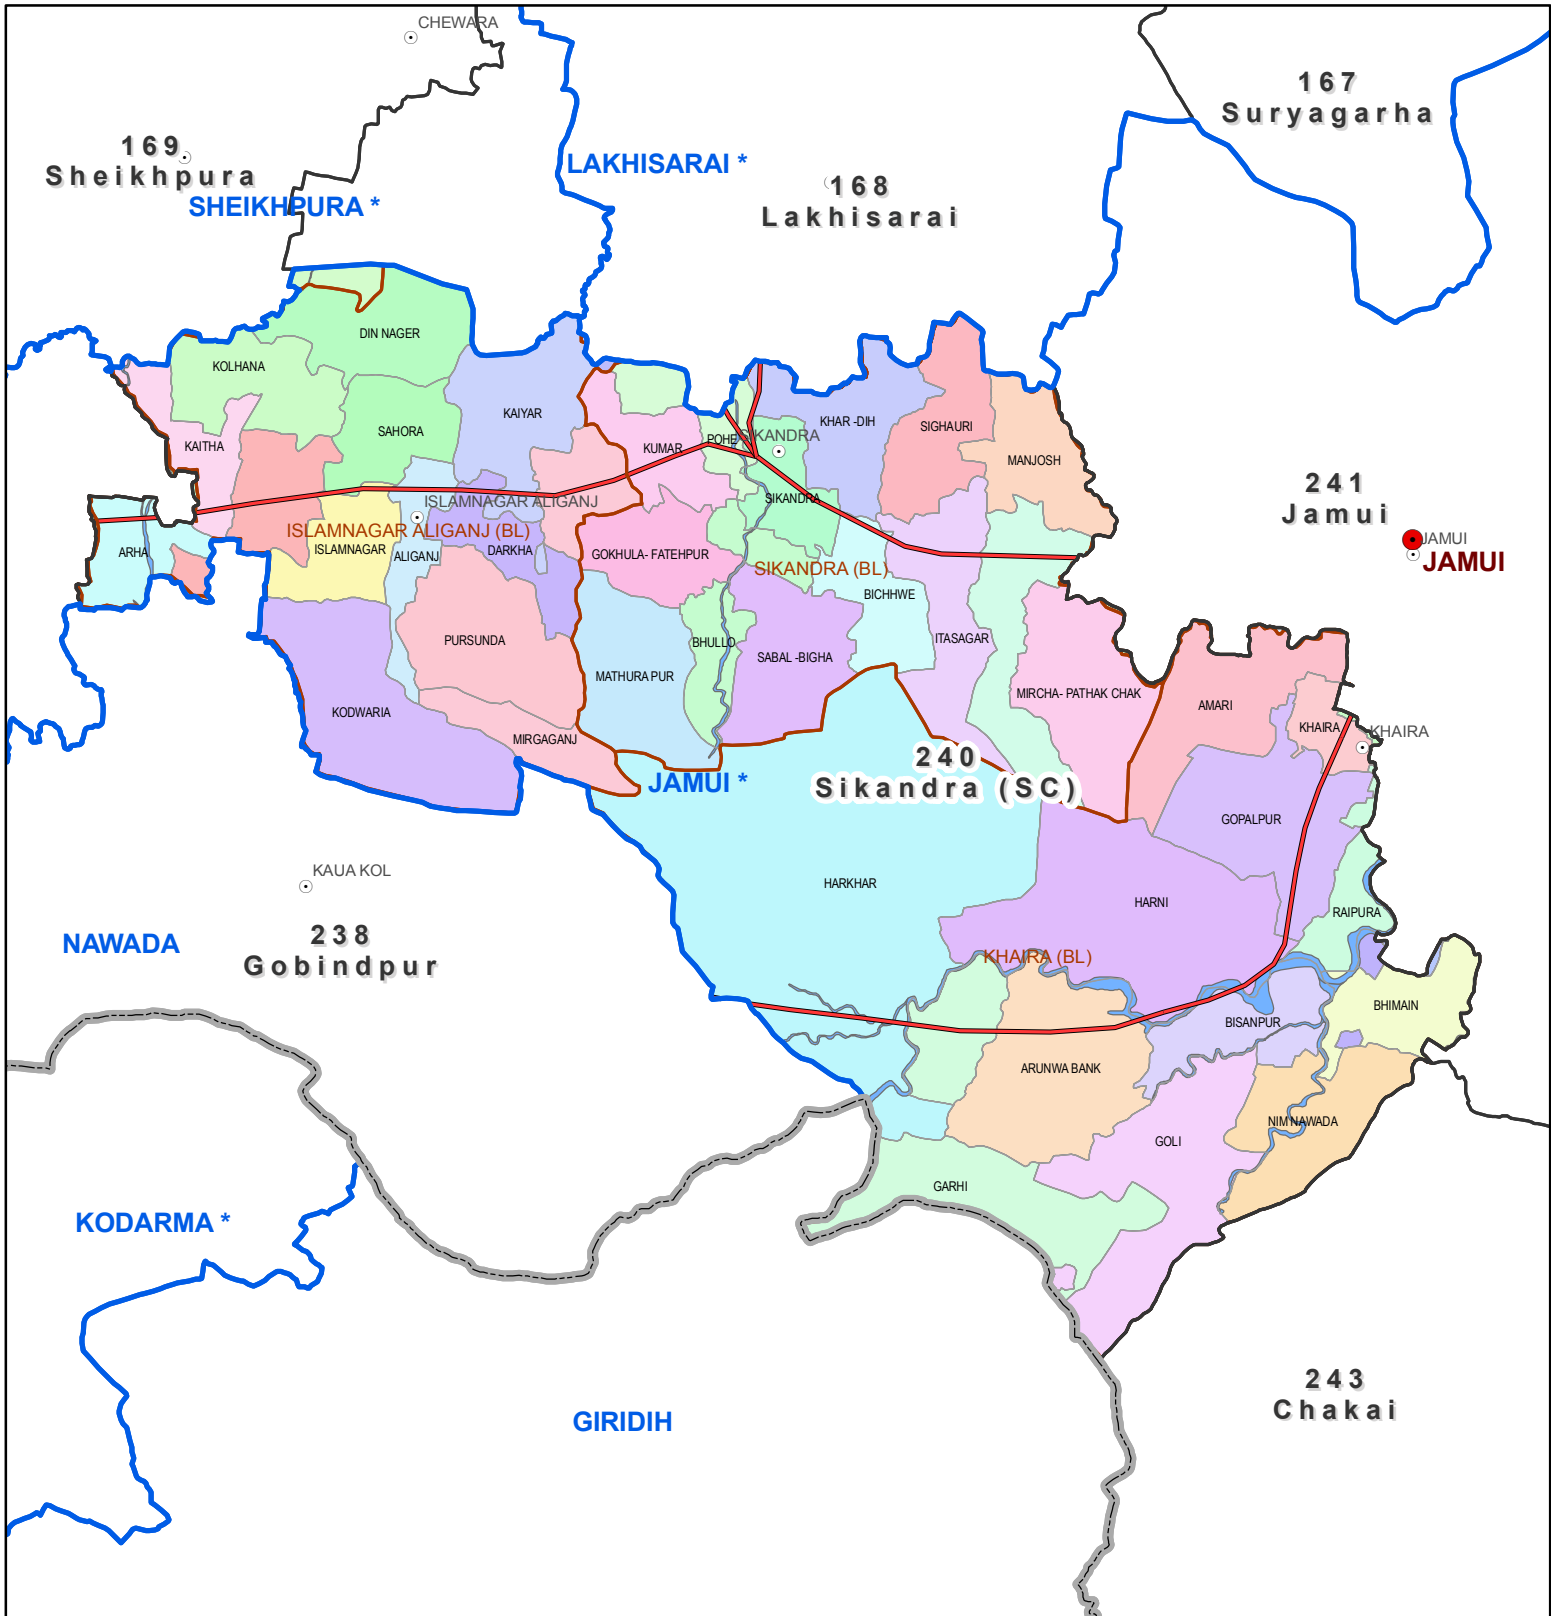 CHEWARA
167
Suryagarha
169
Sheikhpura
LAKHISARAI *
168
Lakhisarai
SHEIKHPURA *
DIN NAGER
KOLHANA
KAIYAR
SAHORA
KHAR -DIH
SIGHAURI
KAITHA
KUMAR
POHE
SIKANDRA
MANJOSH
241
Jamui
ISLAMNAGAR ALIGANJ
SIKANDRA
ISLAMNAGAR ALIGANJ (BL)
JAMUI
JAMUI
ARHA
ISLAMNAGAR
ALIGANJ
DARKHA
GOKHULA- FATEHPUR
SIKANDRA (BL)
BICHHWE
PURSUNDA
BHULLO
ITASAGAR
SABAL -BIGHA
MATHURA PUR
MIRCHA- PATHAK CHAK
AMARI
KODWARIA
KHAIRA
KHAIRA
MIRGAGANJ
240
Sikandra (SC)
JAMUI *
GOPALPUR
KAUA KOL
HARKHAR
HARNI
RAIPURA
238
Gobindpur
NAWADA
KHAIRA (BL)
BHIMAIN
BISANPUR
ARUNWA BANK
NIM NAWADA
GOLI
GARHI
KODARMA *
243
Chakai
GIRIDIH